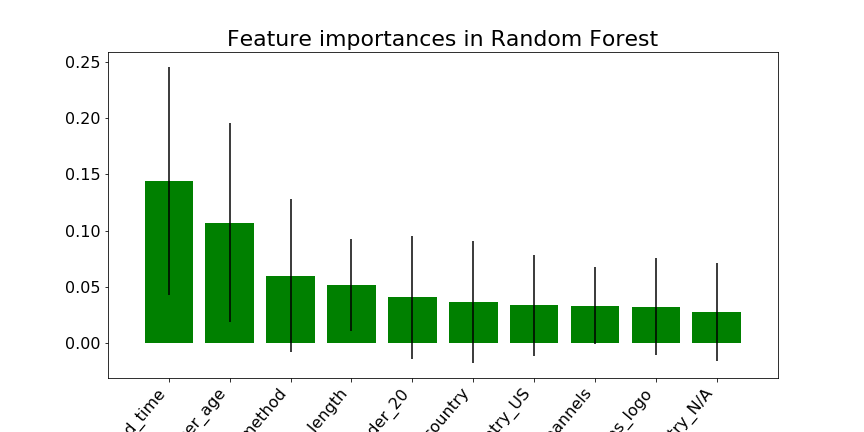 Feature importances in Random Forest
0.25
0.20
0.15
0.10
0.05
0.00
d_time
er_age
method
length
der_20
country
ntry_US
annels
s_logo
try_N/A